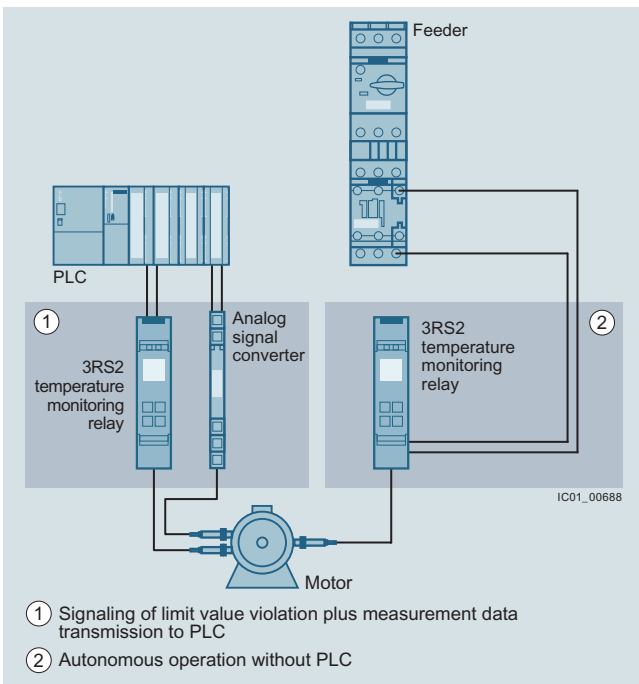 Feeder
PLC
1
3RS2
temperature
monitoring
relay
Analog
signal
converter
3RS2
temperature
monitoring
relay
2
IC01_00688
Motor
1 Signaling of limit value violation plus measurement data
transmission to PLC
2 Autonomous operation without PLC